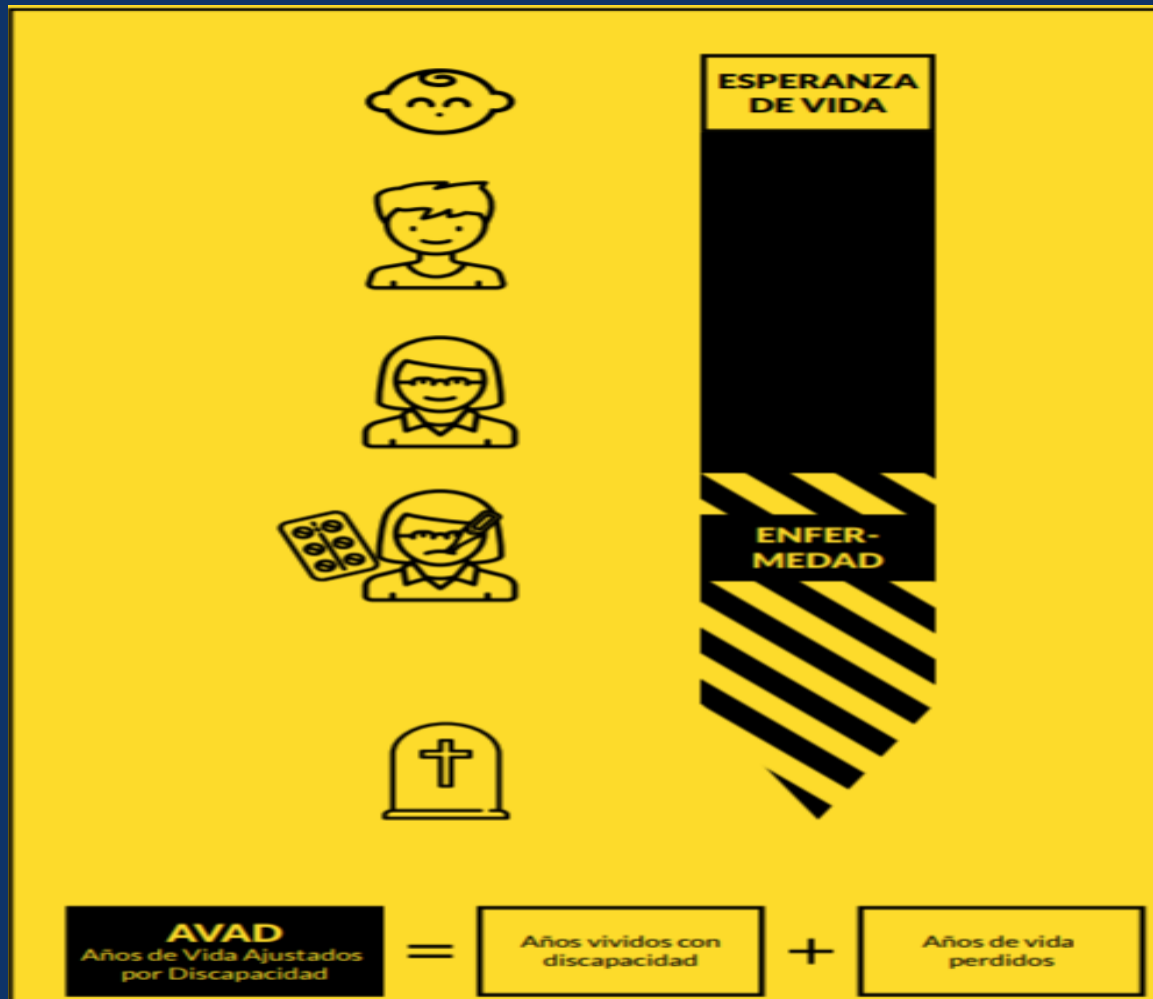 ESPERANZA
DE VIDA
ENFER-
MEDAD
AVAD
Años de Vida Ajustados
por Discapacidad
=
Años vividos con
discapacidad
+
Años de vida
perdidos